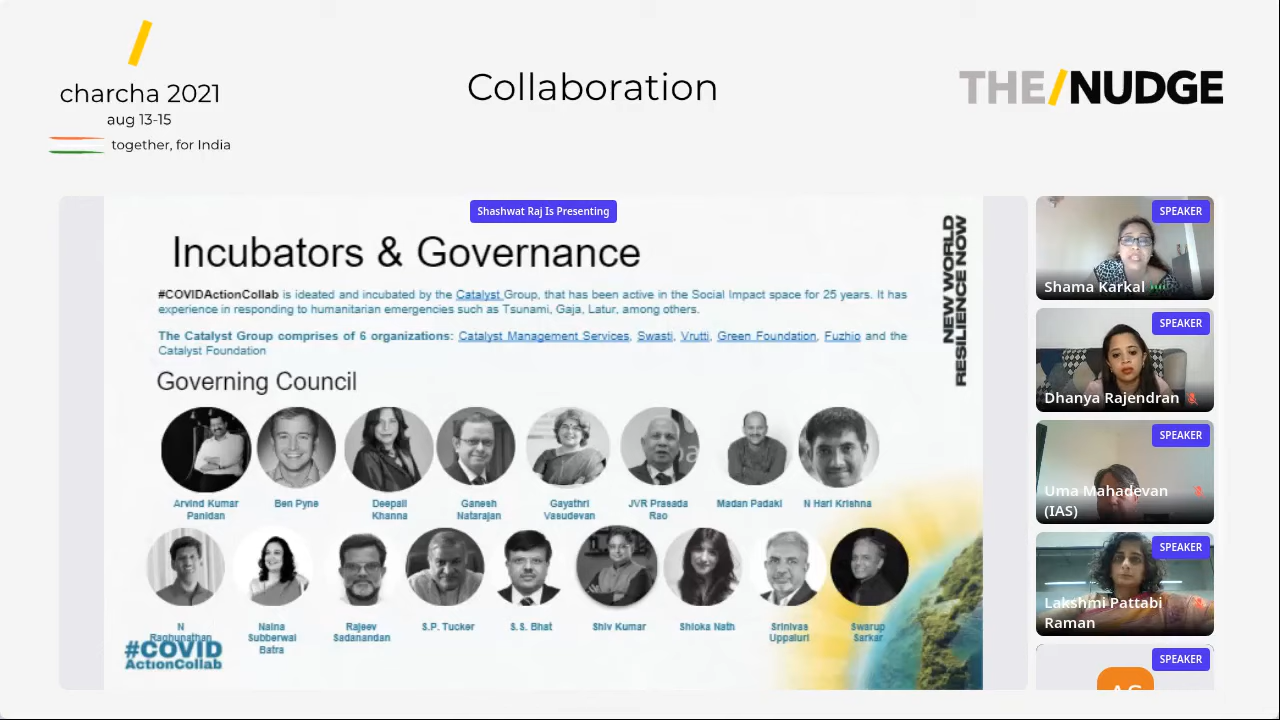 charcha 2021
aug 13-15
together, for India
Collaboration
THE/NUDGE
Shashwat Raj Is Presenting
Incubators & Governance
NEW WORLD
RESILIENCE NOW
#COVIDActionCollab is ideated and incubated by the Catalyst Group, that has been active in the Social Impact space for 25 years. It has
experience in responding to humanitarian emergencies such as Tsunami, Gaja, Latur, among others.
The Catalyst Group comprises of 6 organizations: Catalyst Management Services, Swasti, Vrutti, Green Foundation, Fuzhio and the
Catalyst Foundation
Governing Council
Arvind Kumar
Panidan
Ben Pyne
Deepali
Khanna
Ganesh
Natarajan
Gayathri
Vasudevan
JVR Prasada
Rao
Madan Padaki
N Hari Krishna
N
Raghunathan
Naina
Subberwal
Batra
Rajeev
Sadanandan
S.P. Tucker
S.S. Bhat
Shiv Kumar
Shloka Nath
Srinivas
Uppaluri
Swarup
Sarkar
#COVID
ActionCollab
SPEAKER
Shama Karkal
SPEAKER
Dhanya Rajendran
SPEAKER
Uma Mahadevan
(IAS)
SPEAKER
Lakshmi Pattabi
Raman
SPEAKER